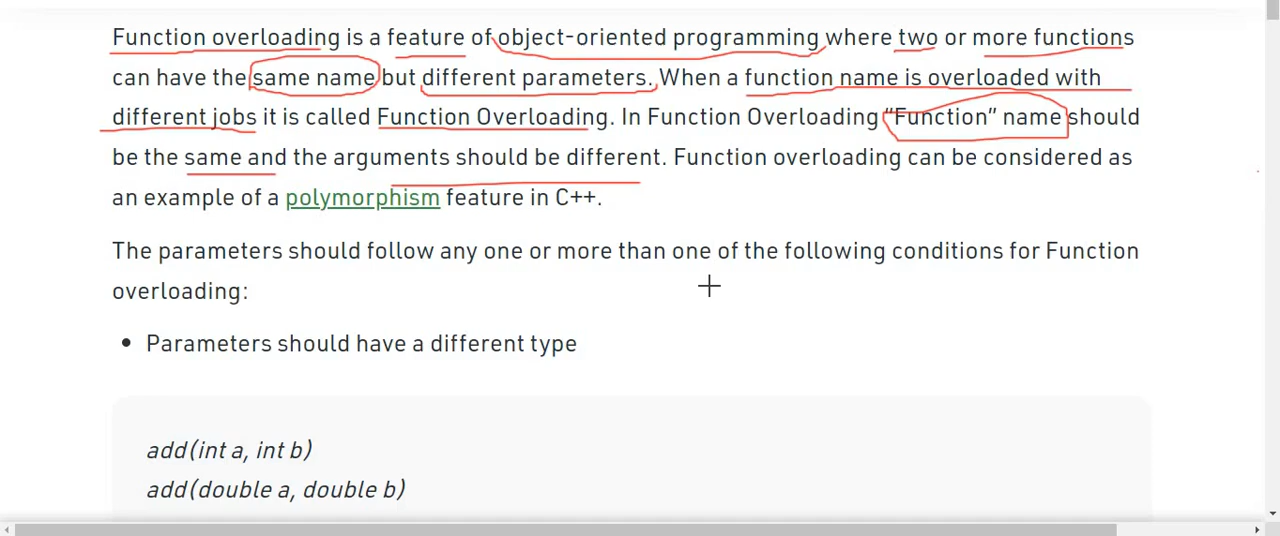 Function overloading is a feature of object-oriented programming where two or more functions
can have the same name but different parameters. When a function name is overloaded with
different jobs it is called Function Overloading. In Function Overloading “Function” name should
be the same and the arguments should be different. Function overloading can be considered as
an example of a polymorphism feature in C++.
The parameters should follow any one or more than one of the following conditions for Function
overloading:
• Parameters should have a different type
add(int a, int b)
add(double a, double b)